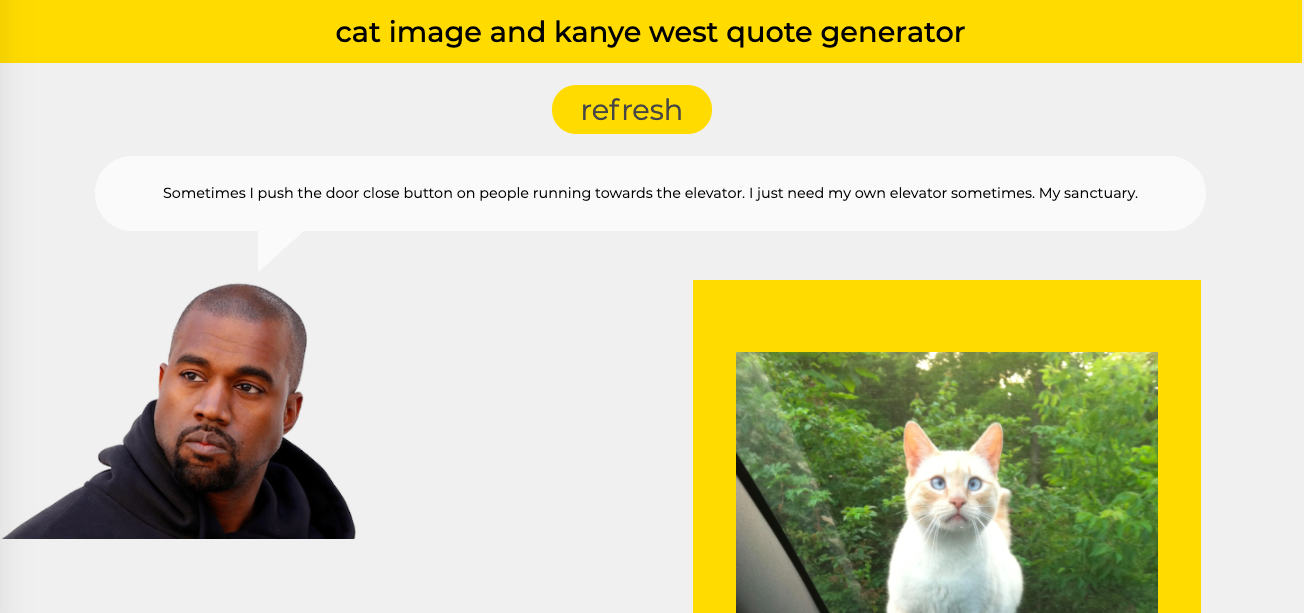 cat image and kanye west quote generator
refresh
Sometimes I push the door close button on people running towards the elevator. I just need my own elevator sometimes. My sanctuary.